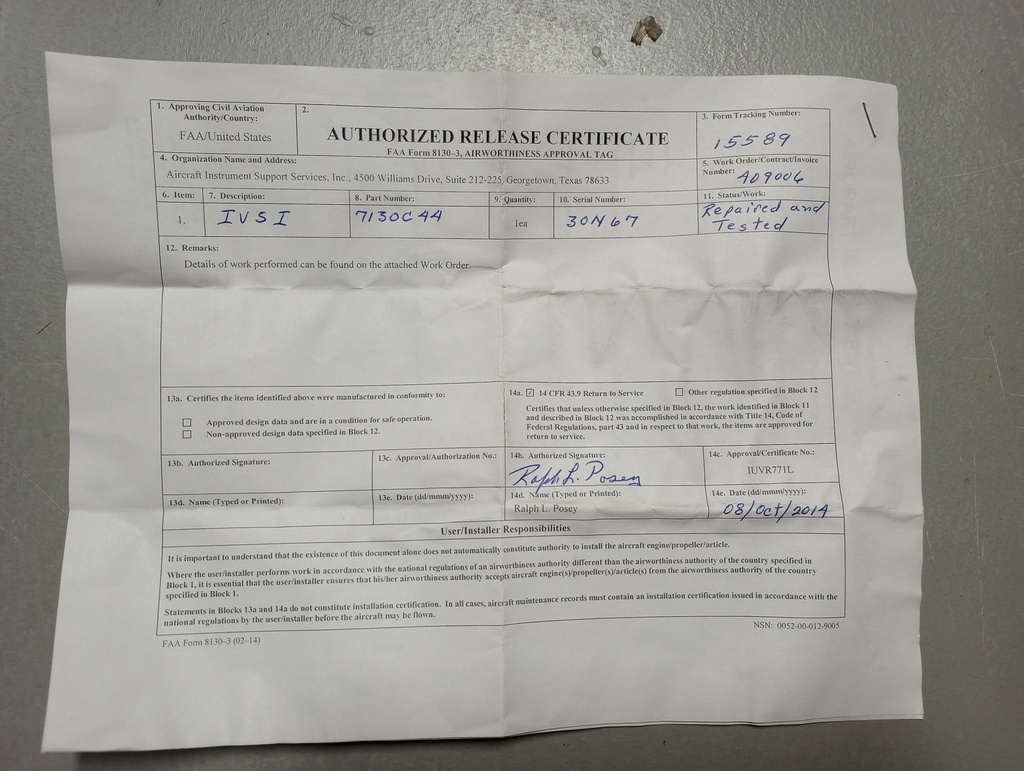 1. Approving Civil Aviation
Authority/Country:
FAA/United States
2.
AUTHORIZED RELEASE CERTIFICATE
FAA Form 8130-3, AIRWORTHINESS APPROVAL TAG
3. Form Tracking Number:
15589
4. Organization Name and Address:
Aircraft Instrument Support Services, Inc., 4500 Williams Drive, Suite 212-225, Georgetown, Texas 78633
5. Work Order/Contract/Invoice
Number: 409006
6. Item:
7. Description:
8. Part Number:
9. Quantity:
10. Serial Number:
11. Status/Work:
1.
IVSI
7130C44
1ea
30N67
Repaired and
Tested
12. Remarks:
Details of work performed can be found on the attached Work Order.
13a. Certifies the items identified above were manufactured in conformity to:
☐ Approved design data and are in a condition for safe operation.
☐ Non-approved design data specified in Block 12.
14a. ☑ 14 CFR 43.9 Return to Service ☐ Other regulation specified in Block 12
Certifies that unless otherwise specified in Block 12, the work identified in Block 11
and described in Block 12 was accomplished in accordance with Title 14, Code of
Federal Regulations, part 43 and in respect to that work, the items are approved for
return to service.
13b. Authorized Signature:
13c. Approval/Authorization No.:
14b. Authorized Signature:
Ralph L. Posey
14c. Approval/Certificate No.:
IUVR771L
13d. Name (Typed or Printed):
13e. Date (dd/mmm/yyyy):
14d. Name (Typed or Printed):
Ralph L. Posey
14e. Date (dd/mmm/yyyy):
08/Oct/2014
User/Installer Responsibilities
It is important to understand that the existence of this document alone does not automatically constitute authority to install the aircraft engine/propeller/article.
Where the user/installer performs work in accordance with the national regulations of an airworthiness authority different than the airworthiness authority of the country specified in
Block 1, it is essential that the user/installer ensures that his/her airworthiness authority accepts aircraft engine(s)/propeller(s)/article(s) from the airworthiness authority of the country
specified in Block 1.
Statements in Blocks 13a and 14a do not constitute installation certification. In all cases, aircraft maintenance records must contain an installation certification issued in accordance with the
national regulations by the user/installer before the aircraft may be flown.
FAA Form 8130-3 (02-14)
NSN: 0052-00-012-9005